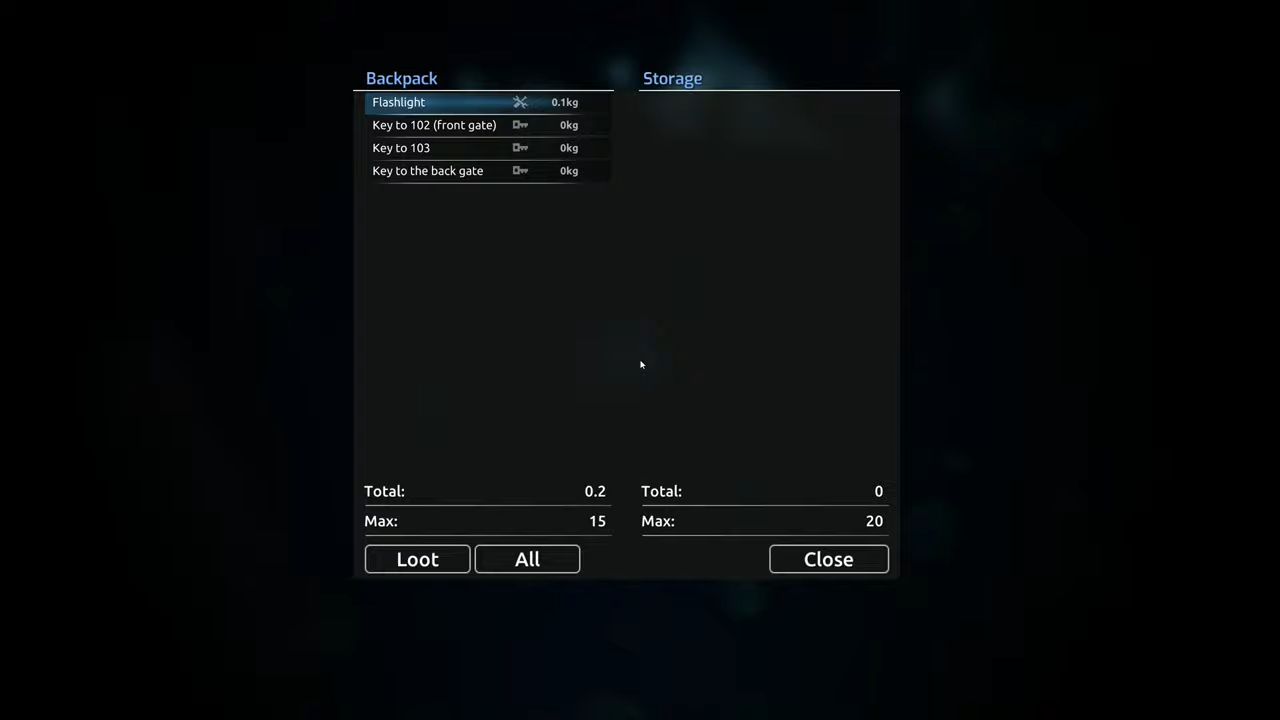 Backpack
Storage
Flashlight 0.1kg
Key to 102 (front gate) 0kg
Key to 103 0kg
Key to the back gate 0kg
Total: 0.2
Total: 0
Max: 15
Max: 20
Loot All Close